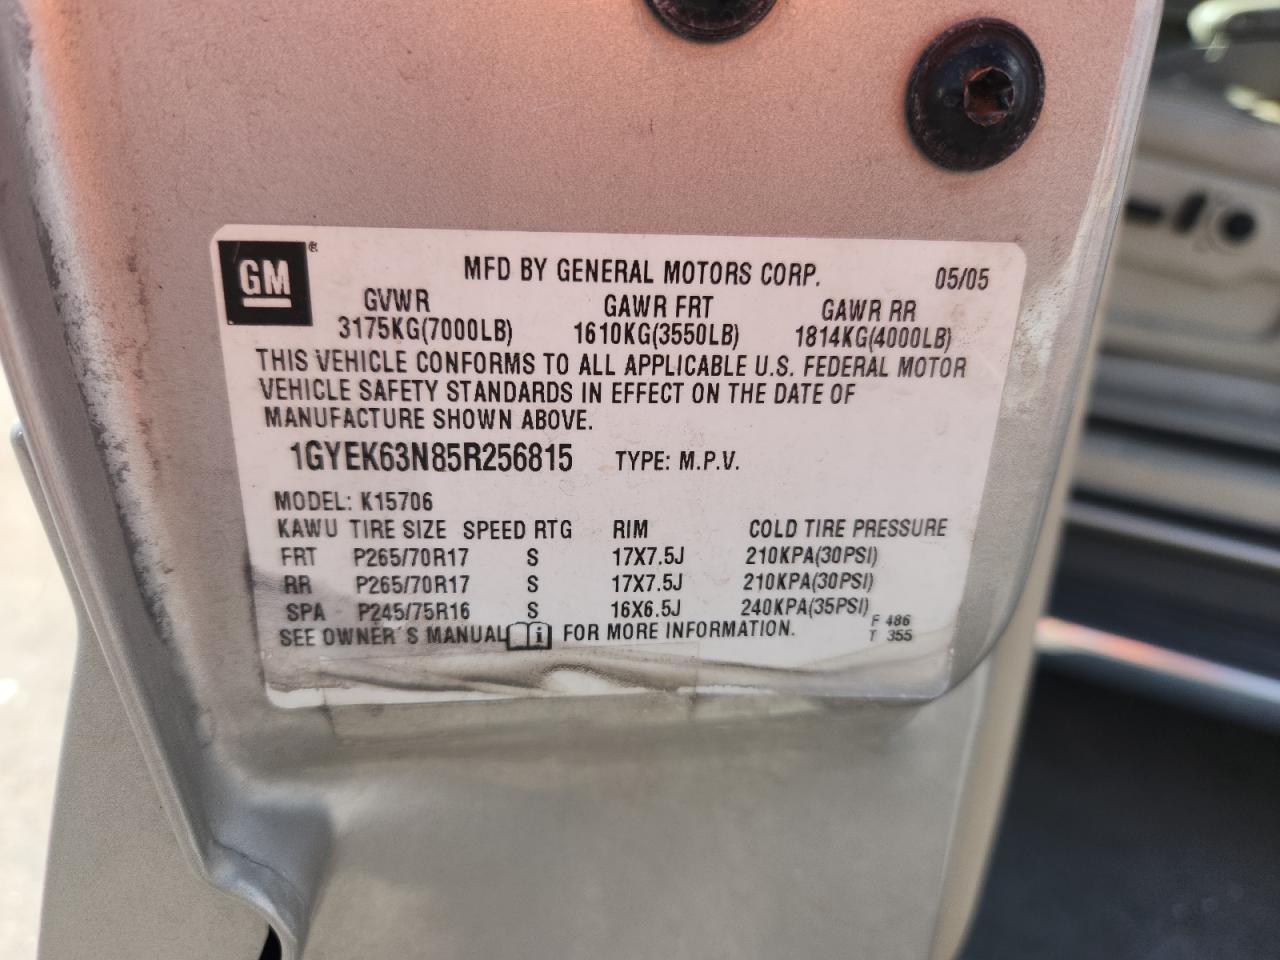 GM ®
MFD BY GENERAL MOTORS CORP. 05/05
GVWR GAWR FRT GAWR RR
3175KG(7000LB) 1610KG(3550LB) 1814KG(4000LB)
THIS VEHICLE CONFORMS TO ALL APPLICABLE U.S. FEDERAL MOTOR
VEHICLE SAFETY STANDARDS IN EFFECT ON THE DATE OF
MANUFACTURE SHOWN ABOVE.
1GYEK63N85R256815 TYPE: M.P.V.
MODEL: K15706
KAWU TIRE SIZE SPEED RTG RIM COLD TIRE PRESSURE
FRT P265/70R17 S 17X7.5J 210KPA(30PSI)
RR P265/70R17 S 17X7.5J 210KPA(30PSI)
SPA P245/75R16 S 16X6.5J 240KPA(35PSI)
SEE OWNER'S MANUAL i FOR MORE INFORMATION.
F 486
T 355